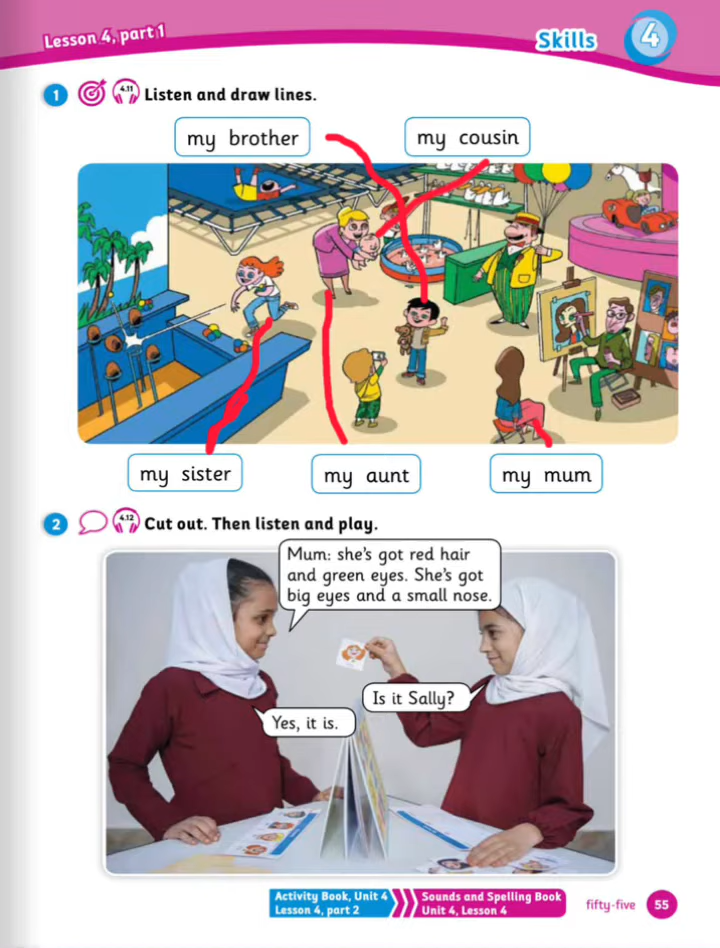 Lesson 4, part 1
Skills
4
1
4.11
Listen and draw lines.
my brother
my cousin
my sister
my aunt
my mum
2
4.12
Cut out. Then listen and play.
Mum: she's got red hair
and green eyes. She's got
big eyes and a small nose.
Is it Sally?
Yes, it is.
Activity Book, Unit 4
Lesson 4, part 2
Sounds and Spelling Book
Unit 4, Lesson 4
fifty-five
55